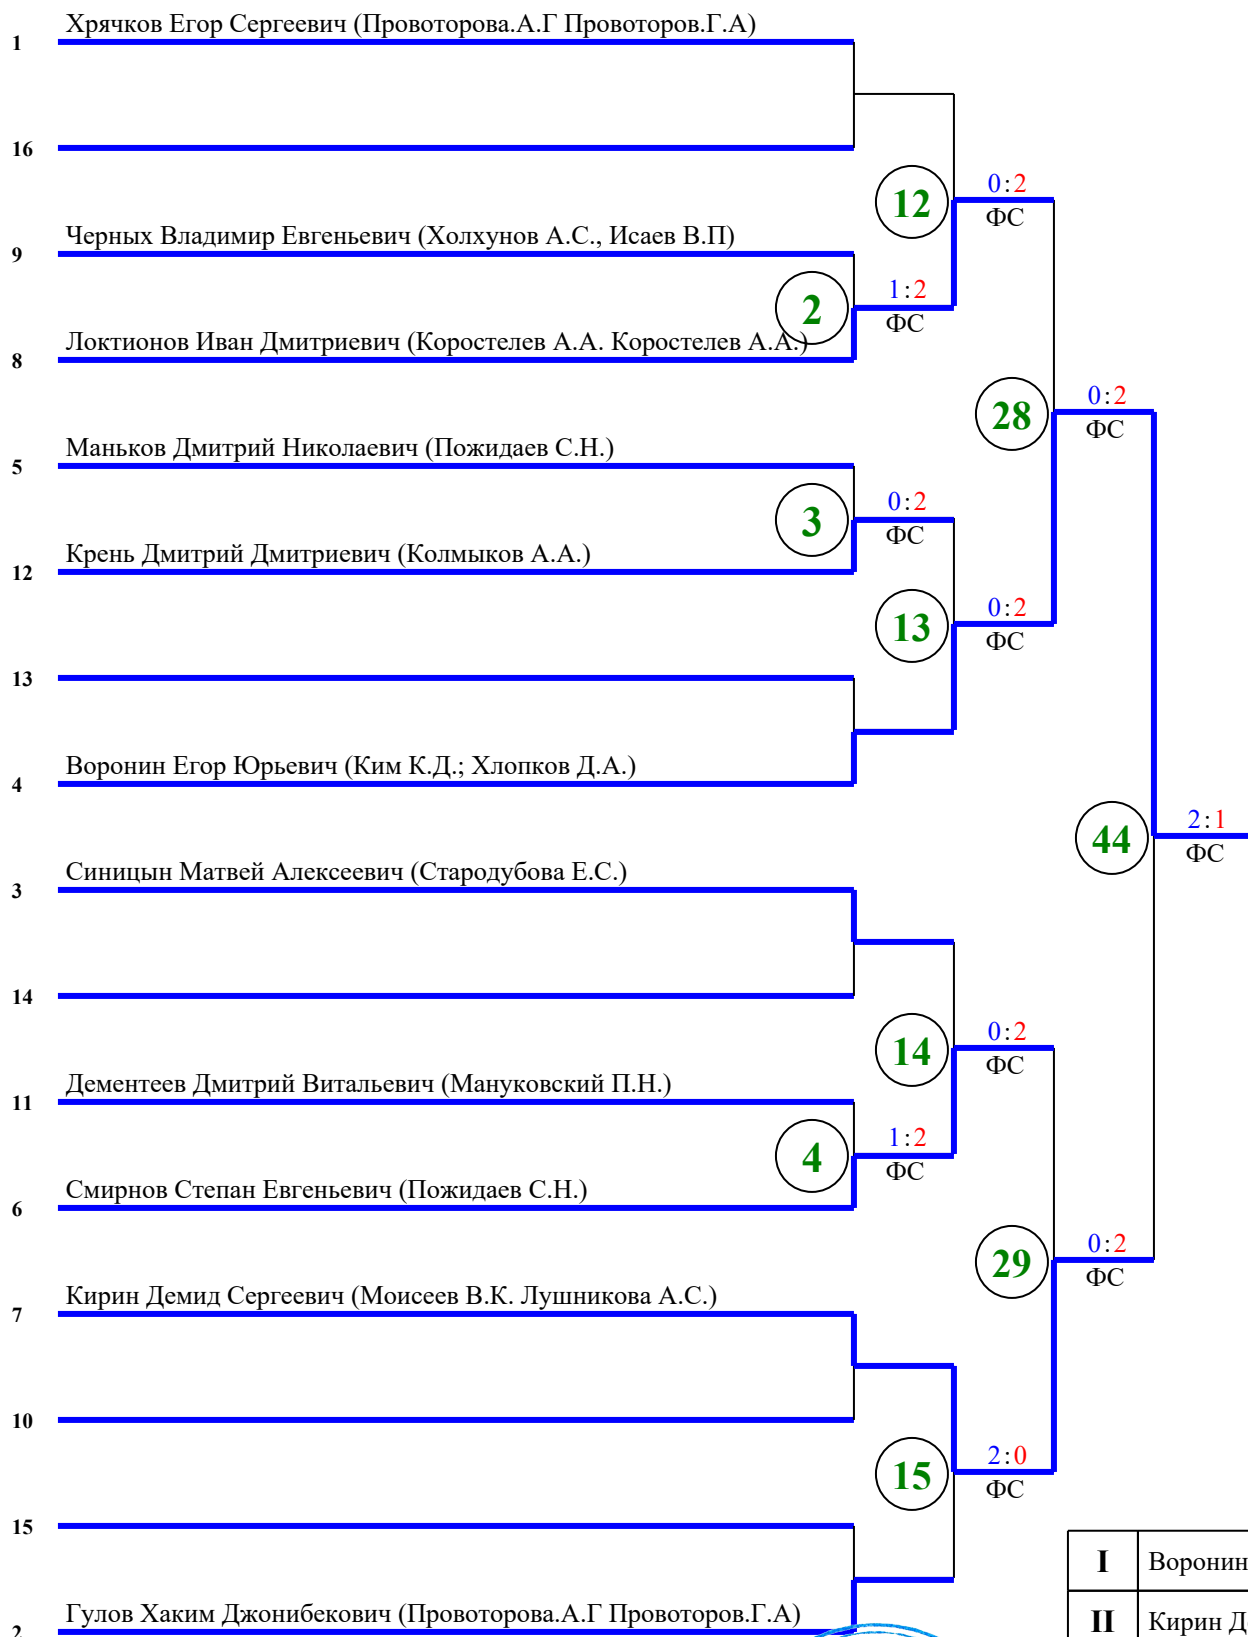 Хрячков Егор Сергеевич (Провоторова.А.Г Провоторов.Г.А)
1
16
12
0:2
ФС
Черных Владимир Евгеньевич (Холхунов А.С., Исаев В.П)
9
2
1:2
ФС
Локтионов Иван Дмитриевич (Коростелев А.А. Коростелев А.А.)
8
28
0:2
ФС
Маньков Дмитрий Николаевич (Пожидаев С.Н.)
5
3
0:2
ФС
Крень Дмитрий Дмитриевич (Колмыков А.А.)
12
13
0:2
ФС
13
Воронин Егор Юрьевич (Ким К.Д.; Хлопков Д.А.)
4
44
2:1
ФС
Синицын Матвей Алексеевич (Стародубова Е.С.)
3
14
14
0:2
ФС
Дементеев Дмитрий Витальевич (Мануковский П.Н.)
11
4
1:2
ФС
Смирнов Степан Евгеньевич (Пожидаев С.Н.)
6
29
0:2
ФС
Кирин Демид Сергеевич (Моисеев В.К. Лушникова А.С.)
7
10
15
2:0
ФС
15
I Воронин
Гулов Хаким Джонибекович (Провоторова.А.Г Провоторов.Г.А)
2
II Кирин